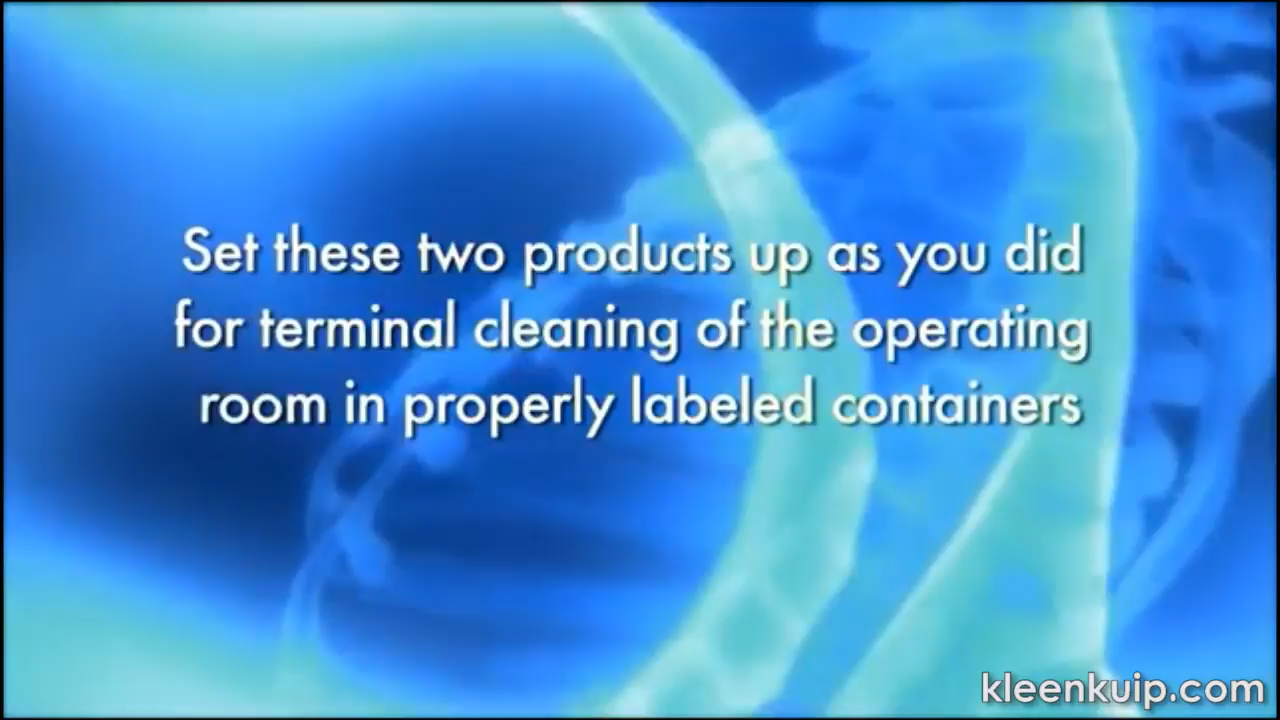 Set these two products up as you did
for terminal cleaning of the operating
room in properly labeled containers
kleenkuip.com